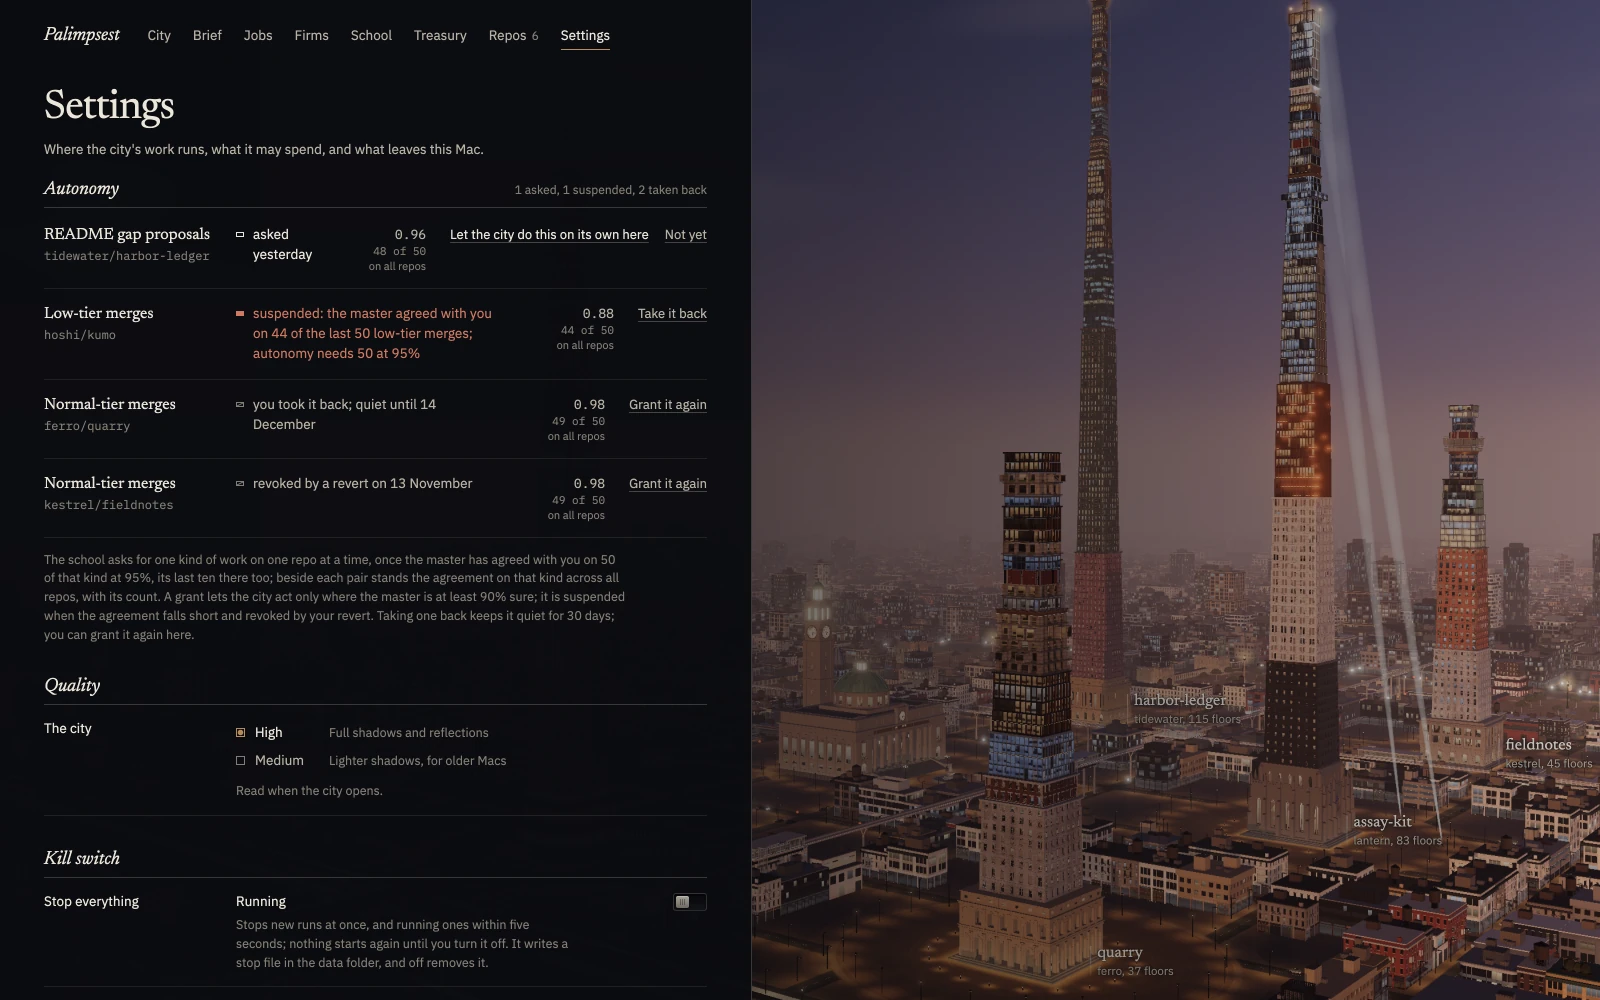 Palimpsest City Brief Jobs Firms School Treasury Repos 6 Settings
Settings
Where the city's work runs, what it may spend, and what leaves this Mac.
Autonomy 1 asked, 1 suspended, 2 taken back
README gap proposals asked 0.96 Let the city do this on its own here Not yet
tidewater/harbor-ledger yesterday 48 of 50
on all repos
Low-tier merges suspended: the master agreed with you 0.88 Take it back
hoshi/kumo on 44 of the last 50 low-tier merges; 44 of 50
autonomy needs 50 at 95% on all repos
Normal-tier merges you took it back; quiet until 14 0.98 Grant it again
ferro/quarry December 49 of 50
on all repos
Normal-tier merges revoked by a revert on 13 November 0.98 Grant it again
kestrel/fieldnotes 49 of 50
on all repos
The school asks for one kind of work on one repo at a time, once the master has agreed with you on 50
of that kind at 95%, its last ten there too; beside each pair stands the agreement on that kind across all
repos, with its count. A grant lets the city act only where the master is at least 90% sure; it is suspended
when the agreement falls short and revoked by your revert. Taking one back keeps it quiet for 30 days;
you can grant it again here.
Quality
The city High Full shadows and reflections
Medium Lighter shadows, for older Macs
Read when the city opens.
Kill switch
Stop everything Running
Stops new runs at once, and running ones within five
seconds; nothing starts again until you turn it off. It writes a
stop file in the data folder, and off removes it.
harbor-ledger
tidewater, 115 floors
fieldnotes
kestrel, 45 floors
assay-kit
lantern, 83 floors
quarry
ferro, 37 floors